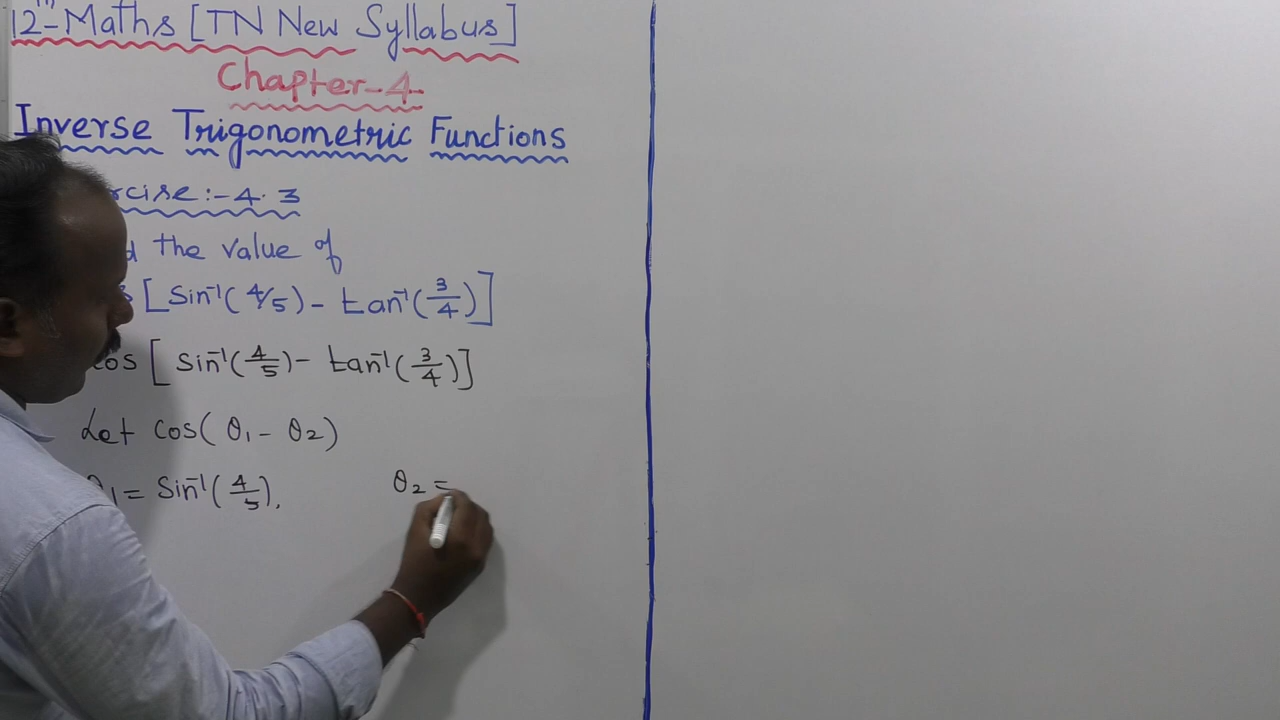 12th-Maths [TN New Syllabus]
Chapter-4
Inverse Trigonometric Functions
rcise:-4.3
d the value of
s [Sin⁻¹(4/5) - tan⁻¹(3/4)]
cos [Sin⁻¹(4/5) - tan⁻¹(3/4)]
Let cos(θ₁ - θ₂)
θ₁ = Sin⁻¹(4/5), θ₂ =